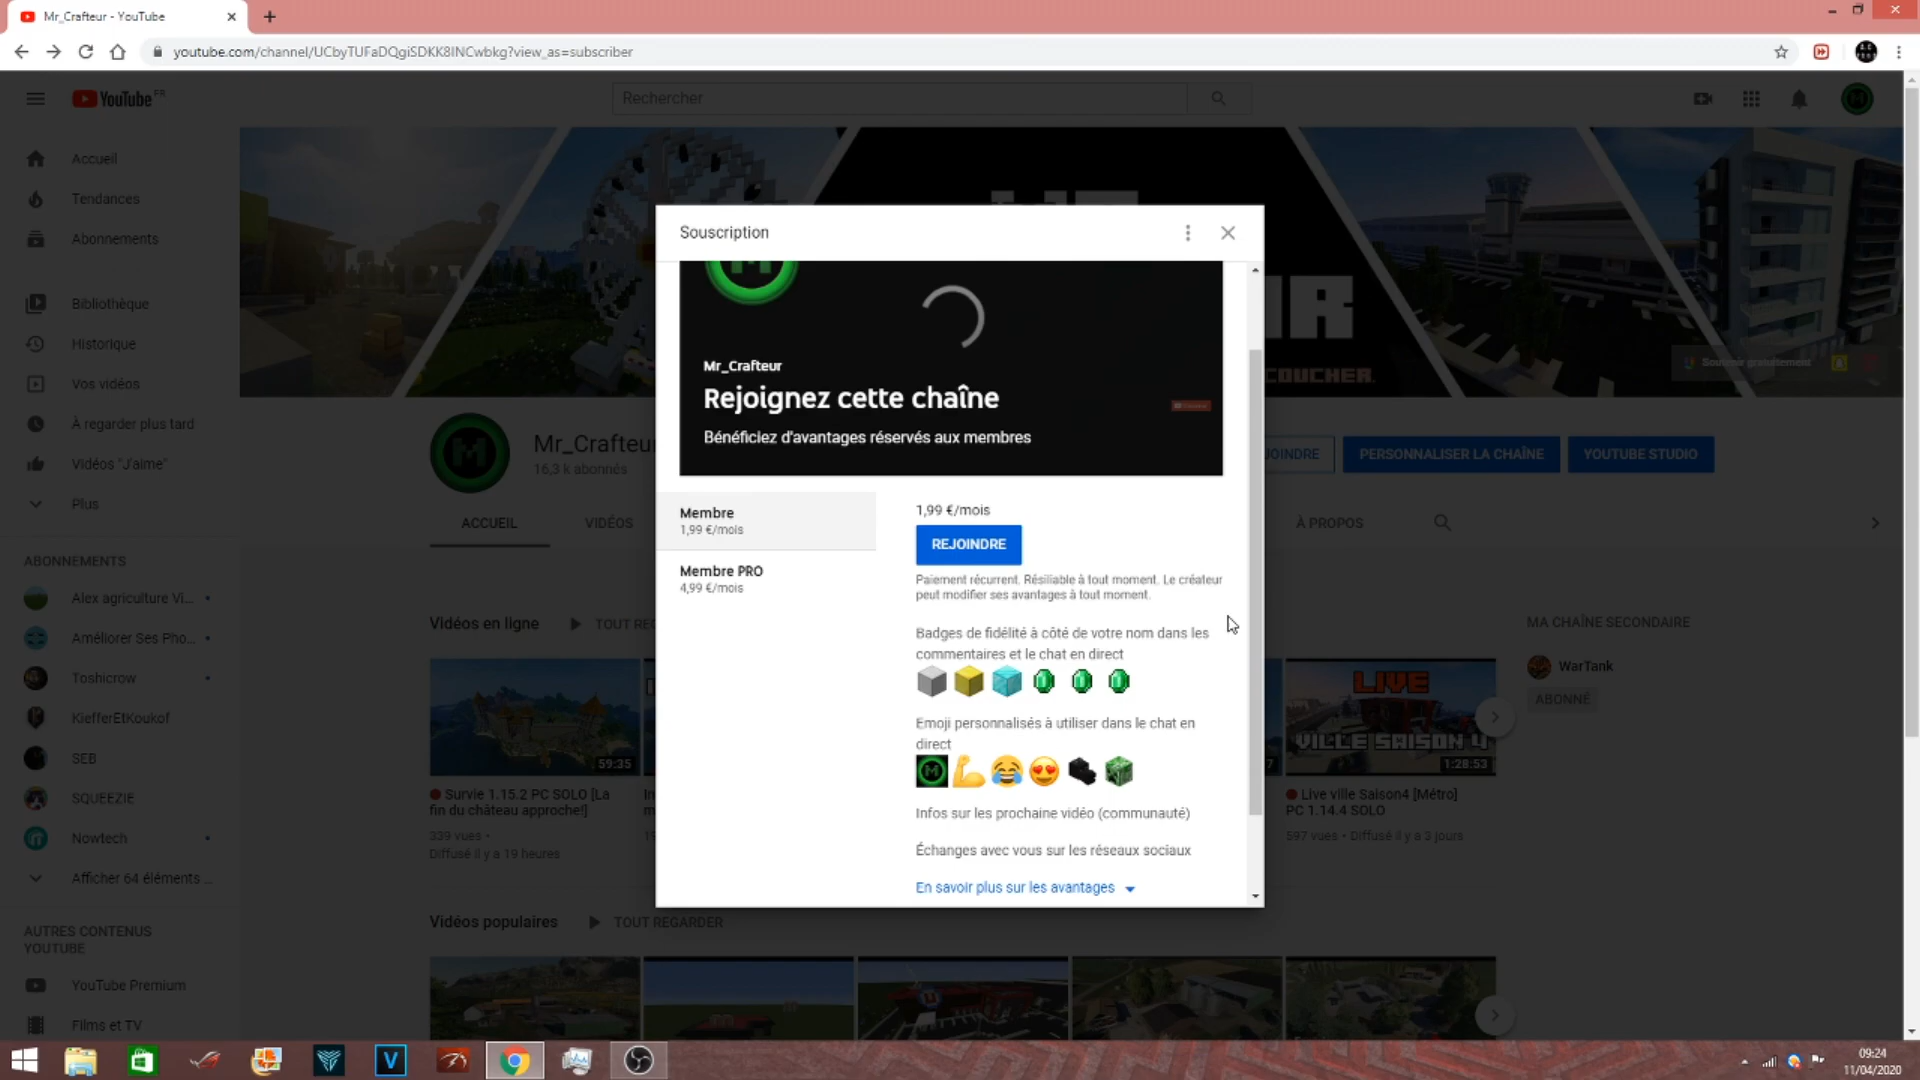 Mr_Crafteur - YouTube
youtube.com/channel/UCbyTUFaDQgiSDKK8INCwbkg?view_as=subscriber
YouTube FR
Rechercher
Accueil
Tendances
Abonnements
Bibliothèque
Historique
Vos vidéos
À regarder plus tard
Vidéos "J'aime"
Plus
ABONNEMENTS
Alex agriculture Vi...
Améliorer Ses Pho...
Toshicrow
KiefferEtKoukof
SEB
SQUEEZIE
Nowtech
Afficher 64 éléments ...
AUTRES CONTENUS
YOUTUBE
YouTube Premium
Films et TV
COUCHER.
Soutenir gratuitement
Mr_Crafteur
16,3 k abonnés
PERSONNALISER LA CHAÎNE
YOUTUBE STUDIO
ACCUEIL
VIDÉOS
À PROPOS
Souscription
Mr_Crafteur
Rejoignez cette chaîne
Bénéficiez d'avantages réservés aux membres
Membre
1,99 €/mois
Membre PRO
4,99 €/mois
1,99 €/mois
REJOINDRE
Paiement récurrent. Résiliable à tout moment. Le créateur
peut modifier ses avantages à tout moment.
Badges de fidélité à côté de votre nom dans les
commentaires et le chat en direct
Emoji personnalisés à utiliser dans le chat en
direct
Infos sur les prochaine vidéo (communauté)
Échanges avec vous sur les réseaux sociaux
En savoir plus sur les avantages
Vidéos en ligne
TOUT REG
59:35
Survie 1.15.2 PC SOLO [La
fin du château approche!]
339 vues •
Diffusé il y a 19 heures
LIVE
VILLE SAISON 4
1:28:53
Live ville Saison4 [Métro]
PC 1.14.4 SOLO
597 vues • Diffusé il y a 3 jours
MA CHAÎNE SECONDAIRE
WarTank
ABONNÉ
Vidéos populaires
TOUT REGARDER
09:24
11/04/2020